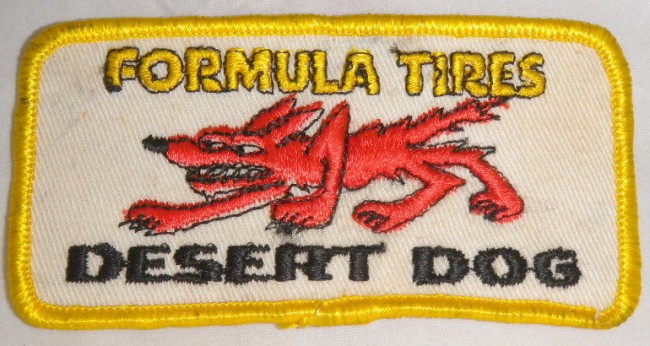 FORMULA TIRES
DESERT DOG